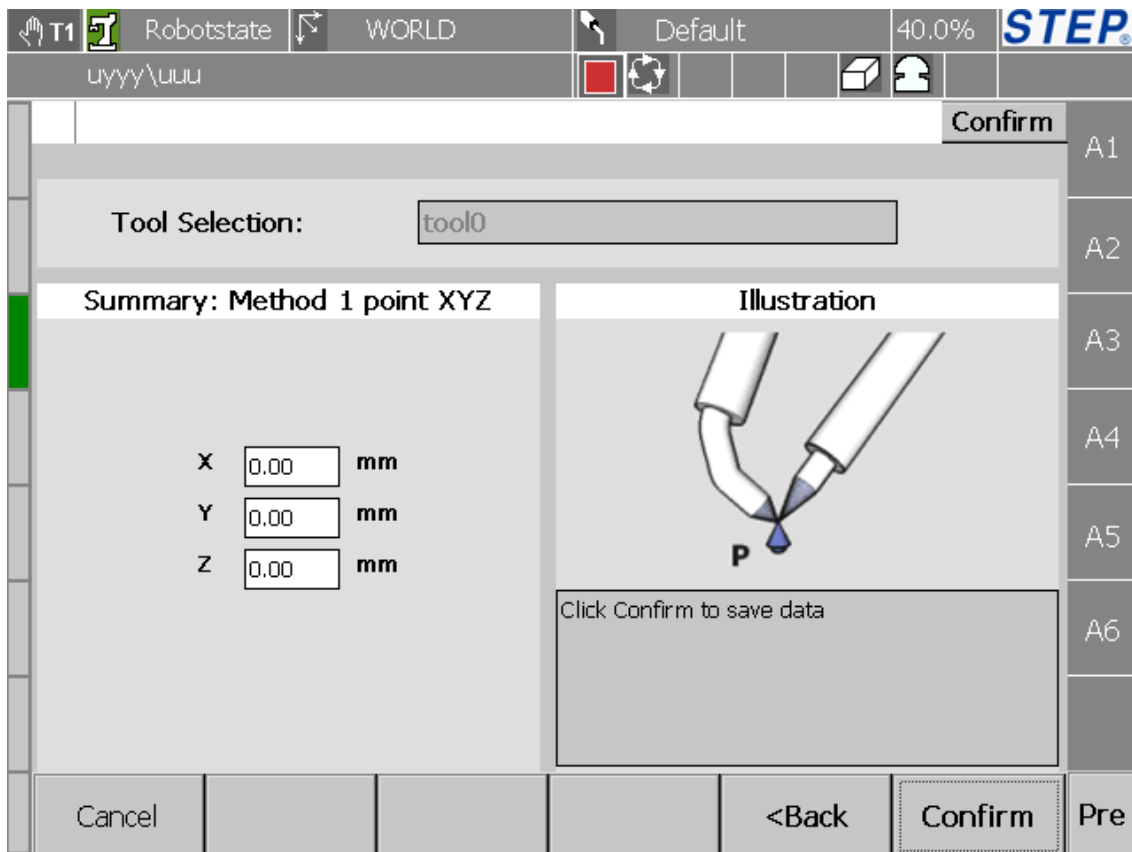 T1 Robotstate WORLD Default 40.0% STEP®
uyyy\uuu
Confirm
A1
Tool Selection: tool0
A2
Summary: Method 1 point XYZ
Illustration
A3
A4
X 0.00 mm
Y 0.00 mm
Z 0.00 mm
A5
P
Click Confirm to save data
A6
Cancel <Back Confirm Pre